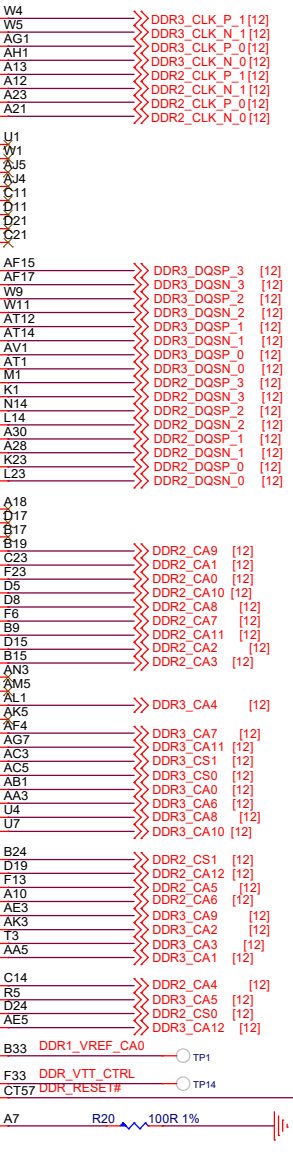 W4 DDR3_CLK_P_1 [12]
W5 DDR3_CLK_N_1 [12]
AG1 DDR3_CLK_P_0 [12]
AH1 DDR3_CLK_N_0 [12]
A13 DDR2_CLK_P_1 [12]
A12 DDR2_CLK_N_1 [12]
A23 DDR2_CLK_P_0 [12]
A21 DDR2_CLK_N_0 [12]
U1
W1
AJ5
AJ4
C11
D11
D21
C21
AF15 DDR3_DQSP_3 [12]
AF17 DDR3_DQSN_3 [12]
W9 DDR3_DQSP_2 [12]
W11 DDR3_DQSN_2 [12]
AT12 DDR3_DQSP_1 [12]
AT14 DDR3_DQSN_1 [12]
AV1 DDR3_DQSP_0 [12]
AT1 DDR3_DQSN_0 [12]
M1 DDR2_DQSP_3 [12]
K1 DDR2_DQSN_3 [12]
N14 DDR2_DQSP_2 [12]
L14 DDR2_DQSN_2 [12]
A30 DDR2_DQSP_1 [12]
A28 DDR2_DQSN_1 [12]
K23 DDR2_DQSP_0 [12]
L23 DDR2_DQSN_0 [12]
A18
D17
B17
B19 DDR2_CA9 [12]
C23 DDR2_CA1 [12]
F23 DDR2_CA0 [12]
D5 DDR2_CA10 [12]
D8 DDR2_CA8 [12]
F6 DDR2_CA7 [12]
B9 DDR2_CA11 [12]
D15 DDR2_CA2 [12]
B15 DDR2_CA3 [12]
AN3
AM5
AL1 DDR3_CA4 [12]
AK5
AF4 DDR3_CA7 [12]
AG7 DDR3_CA11 [12]
AC3 DDR3_CS1 [12]
AC5 DDR3_CS0 [12]
AB1 DDR3_CA0 [12]
AA3 DDR3_CA6 [12]
U4 DDR3_CA8 [12]
U7 DDR3_CA10 [12]
B24 DDR2_CS1 [12]
D19 DDR2_CA12 [12]
F13 DDR2_CA5 [12]
A10 DDR2_CA6 [12]
AE3 DDR3_CA9 [12]
AK3 DDR3_CA2 [12]
T3 DDR3_CA3 [12]
AA5 DDR3_CA1 [12]
C14 DDR2_CA4 [12]
R5 DDR3_CA5 [12]
D24 DDR2_CS0 [12]
AE5 DDR3_CA12 [12]
B33 DDR1_VREF_CA0 TP1
F33 DDR_VTT_CTRL TP14
CT57 DDR_RESET#
A7 R20 100R 1%